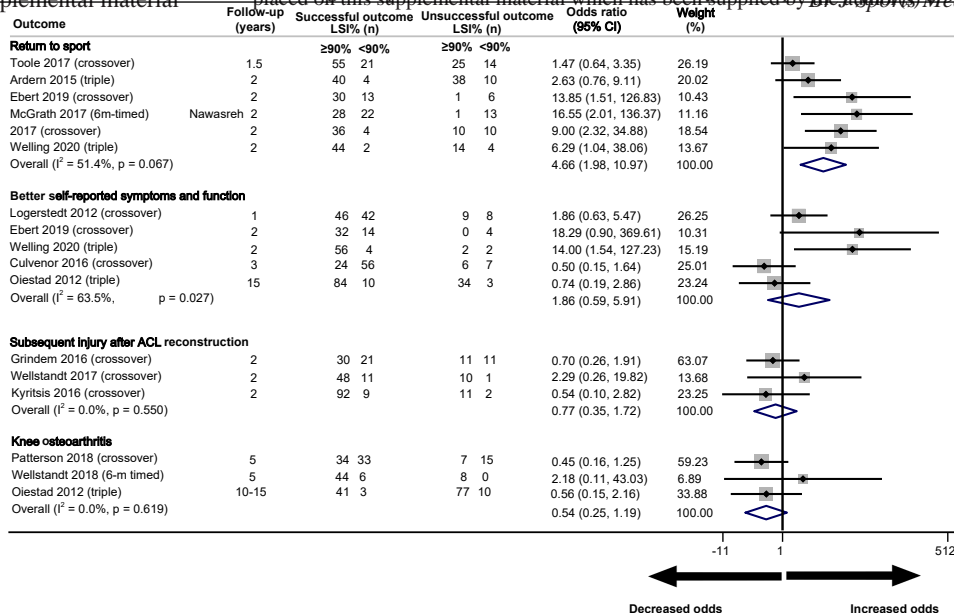 plemental material placed on this supplemental material which has been supplied by the author(s) Br J Sports Med
Outcome Follow-up (years) Successful outcome LSI% (n) Unsuccessful outcome LSI% (n) Odds ratio (95% CI) Weight (%)
Return to sport ≥90% <90% ≥90% <90%
Toole 2017 (crossover) 1.5 55 21 25 14 1.47 (0.64, 3.35) 26.19
Ardern 2015 (triple) 2 40 4 38 10 2.63 (0.76, 9.11) 20.02
Ebert 2019 (crossover) 2 30 13 1 6 13.85 (1.51, 126.83) 10.43
McGrath 2017 (6m-timed) Nawasreh 2 28 22 1 13 16.55 (2.01, 136.37) 11.16
2017 (crossover) 2 36 4 10 10 9.00 (2.32, 34.88) 18.54
Welling 2020 (triple) 2 44 2 14 4 6.29 (1.04, 38.06) 13.67
Overall (I² = 51.4%, p = 0.067) 4.66 (1.98, 10.97) 100.00
Better self-reported symptoms and function
Logerstedt 2012 (crossover) 1 46 42 9 8 1.86 (0.63, 5.47) 26.25
Ebert 2019 (crossover) 2 32 14 0 4 18.29 (0.90, 369.61) 10.31
Welling 2020 (triple) 2 56 4 2 2 14.00 (1.54, 127.23) 15.19
Culvenor 2016 (crossover) 3 24 56 6 7 0.50 (0.15, 1.64) 25.01
Oiestad 2012 (triple) 15 84 10 34 3 0.74 (0.19, 2.86) 23.24
Overall (I² = 63.5%, p = 0.027) 1.86 (0.59, 5.91) 100.00
Subsequent injury after ACL reconstruction
Grindem 2016 (crossover) 2 30 21 11 11 0.70 (0.26, 1.91) 63.07
Wellstandt 2017 (crossover) 2 48 11 10 1 2.29 (0.26, 19.82) 13.68
Kyritsis 2016 (crossover) 2 92 9 11 2 0.54 (0.10, 2.82) 23.25
Overall (I² = 0.0%, p = 0.550) 0.77 (0.35, 1.72) 100.00
Knee osteoarthritis
Patterson 2018 (crossover) 5 34 33 7 15 0.45 (0.16, 1.25) 59.23
Wellstandt 2018 (6-m timed) 5 44 6 8 0 2.18 (0.11, 43.03) 6.89
Oiestad 2012 (triple) 10-15 41 3 77 10 0.56 (0.15, 2.16) 33.88
Overall (I² = 0.0%, p = 0.619) 0.54 (0.25, 1.19) 100.00
-11 1 512
Decreased odds Increased odds